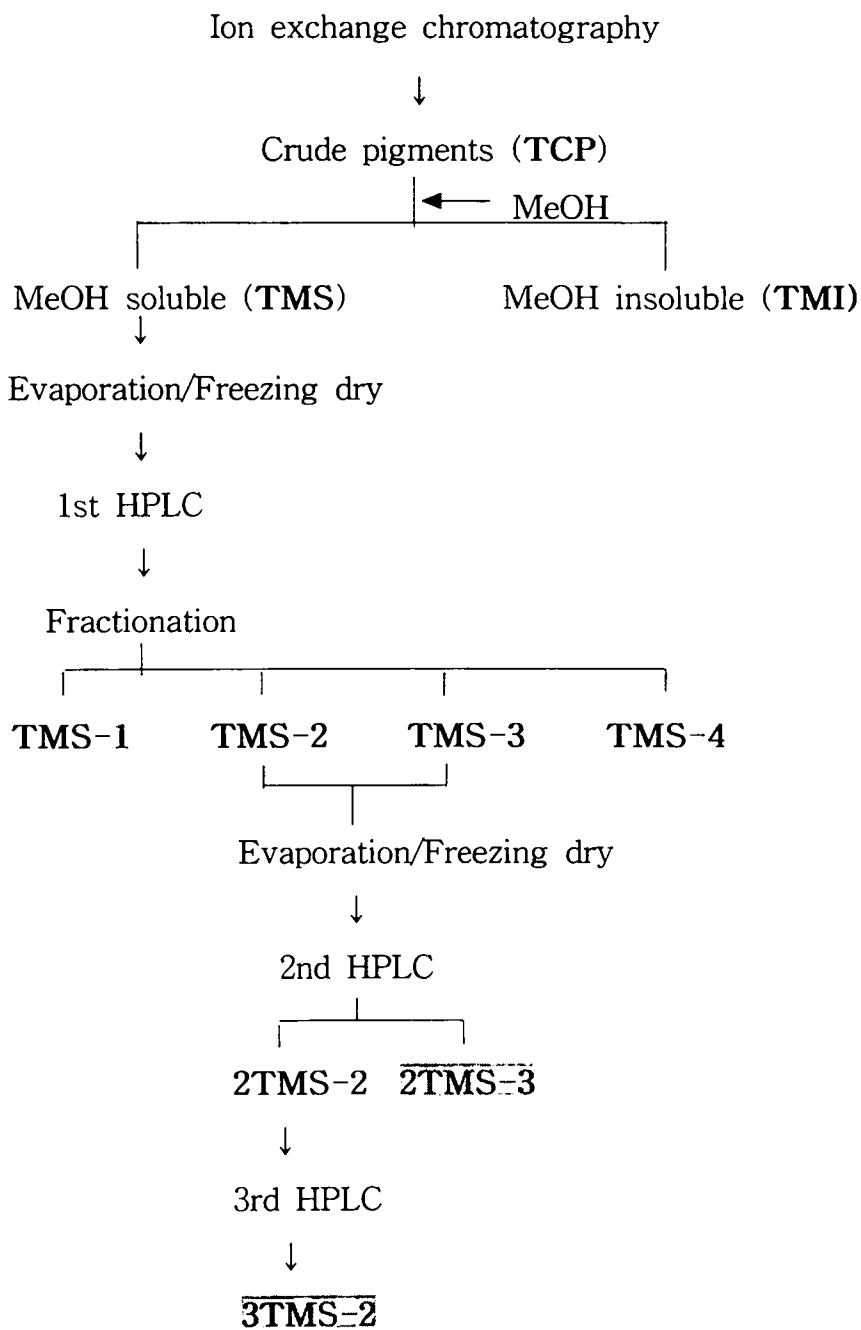 Ion exchange chromatography
↓
Crude pigments (TCP)
MeOH
MeOH soluble (TMS) MeOH insoluble (TMI)
↓
Evaporation/Freezing dry
↓
1st HPLC
↓
Fractionation
TMS-1 TMS-2 TMS-3 TMS-4
Evaporation/Freezing dry
↓
2nd HPLC
2TMS-2 2TMS-3
↓
3rd HPLC
↓
3TMS-2